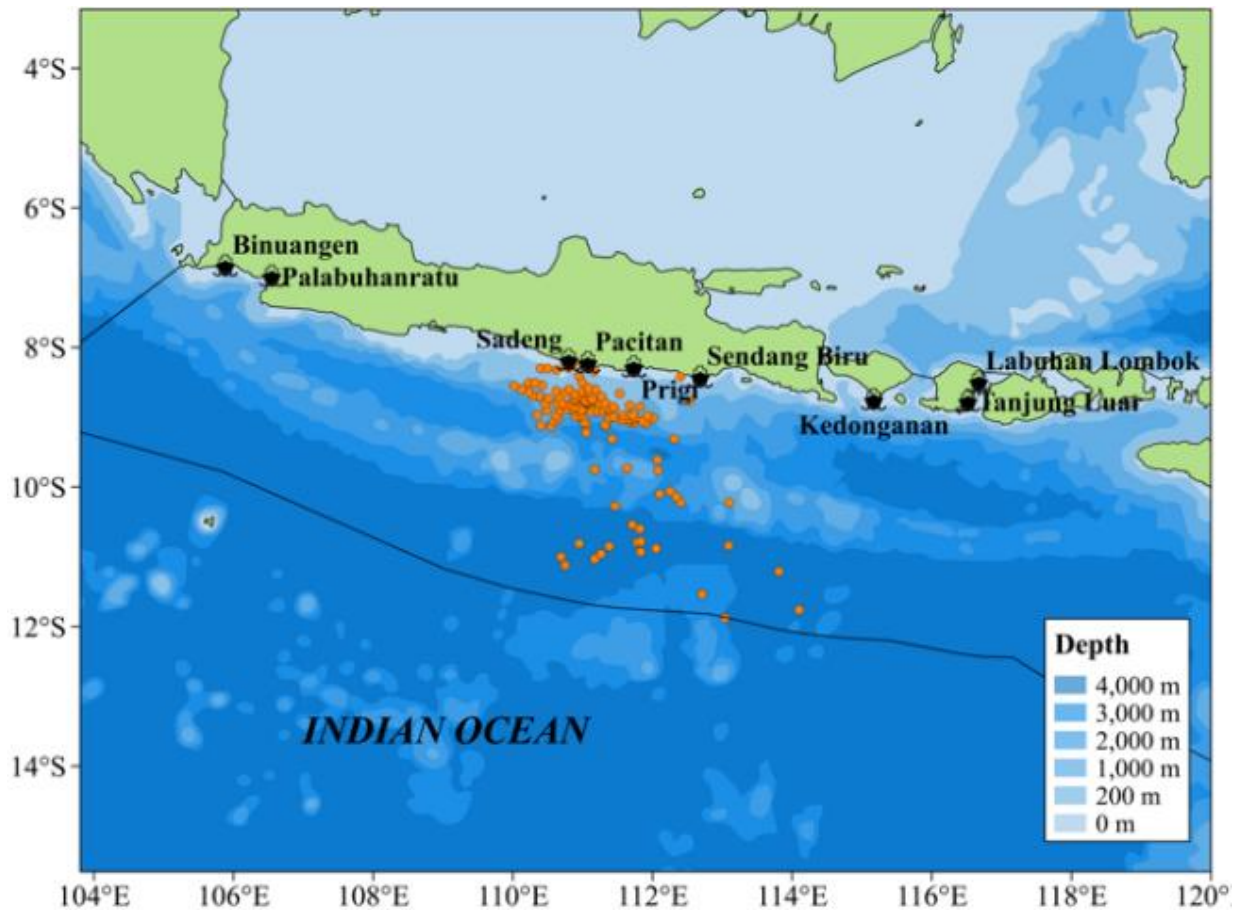 4°S
6°S
8°S
10°S
12°S
14°S
Binuangen
Palabuhanratu
Sadeng
Pacitan
Prigi
Sendang Biru
Kedonganan
Labuhan Lombok
Tanjung Luar
INDIAN OCEAN
Depth
4,000 m
3,000 m
2,000 m
1,000 m
200 m
0 m
104°E 106°E 108°E 110°E 112°E 114°E 116°E 118°E 120°E